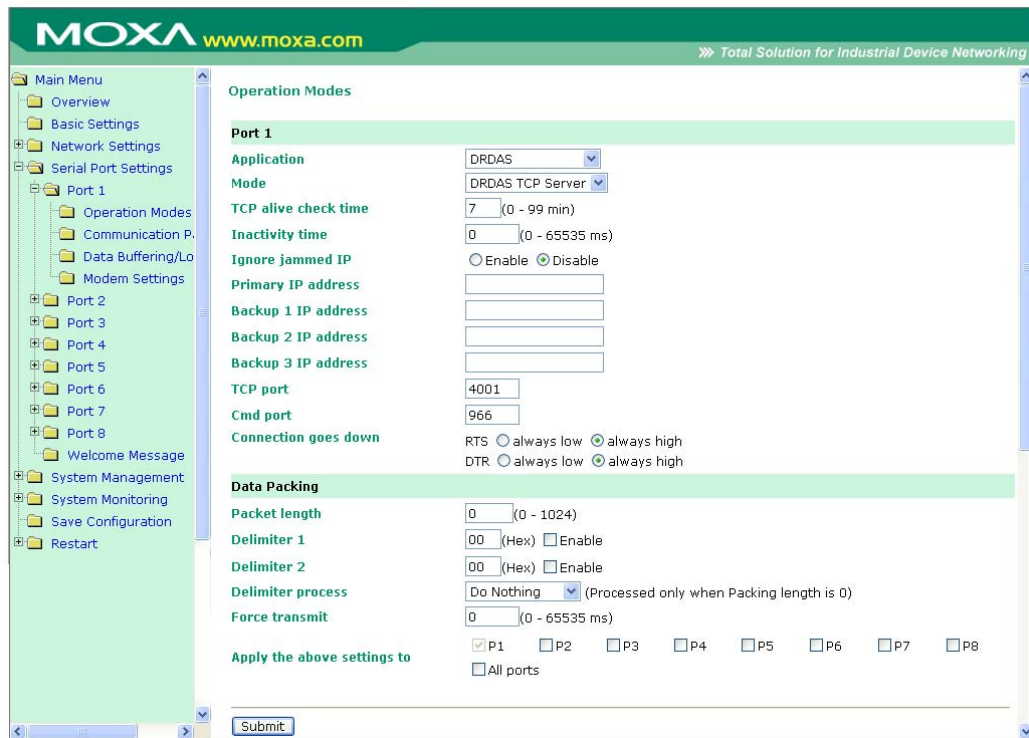 MOXA www.moxa.com
Total Solution for Industrial Device Networking
Main Menu
Overview
Basic Settings
Network Settings
Serial Port Settings
Port 1
Operation Modes
Communication P
Data Buffering/Lo
Modem Settings
Port 2
Port 3
Port 4
Port 5
Port 6
Port 7
Port 8
Welcome Message
System Management
System Monitoring
Save Configuration
Restart
Operation Modes
Port 1
Application DRDAS
Mode DRDAS TCP Server
TCP alive check time 7 (0 - 99 min)
Inactivity time 0 (0 - 65535 ms)
Ignore jammed IP Enable Disable
Primary IP address
Backup 1 IP address
Backup 2 IP address
Backup 3 IP address
TCP port 4001
Cmd port 966
Connection goes down RTS always low always high
DTR always low always high
Data Packing
Packet length 0 (0 - 1024)
Delimiter 1 00 (Hex) Enable
Delimiter 2 00 (Hex) Enable
Delimiter process Do Nothing (Processed only when Packing length is 0)
Force transmit 0 (0 - 65535 ms)
Apply the above settings to P1 P2 P3 P4 P5 P6 P7 P8
All ports
Submit